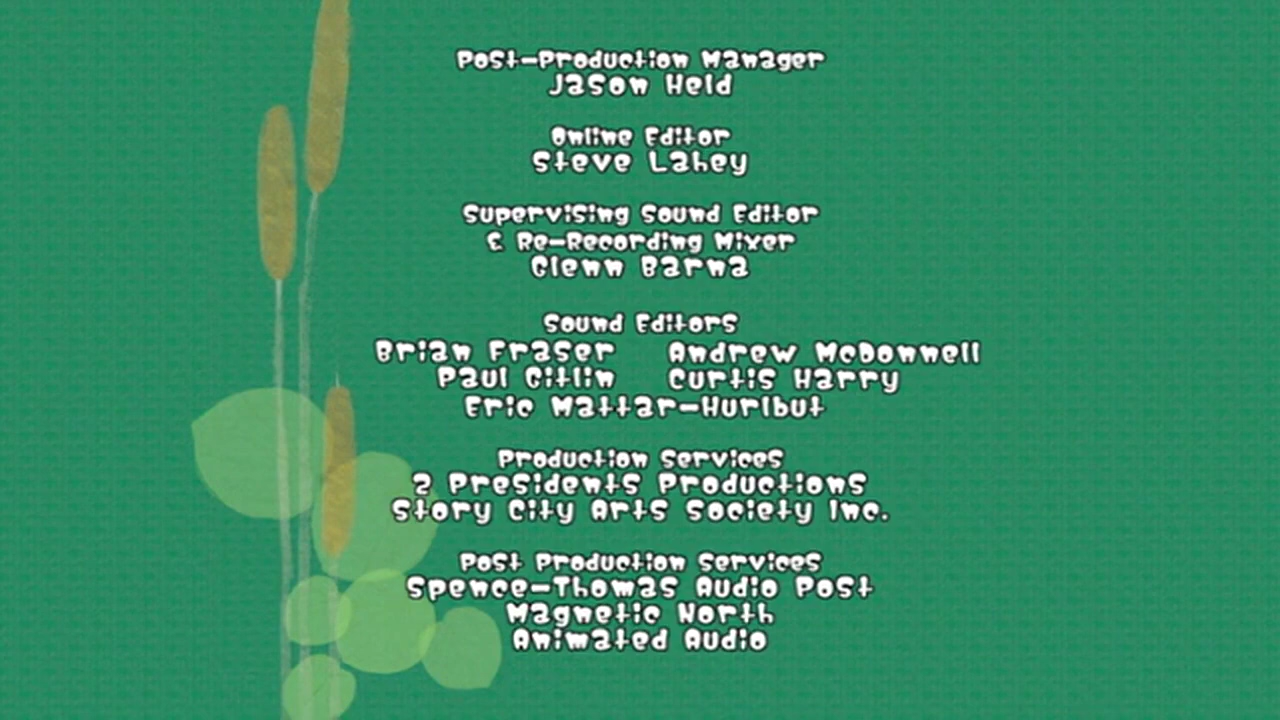 Post-Production Manager
Jason Held
Online Editor
Steve Lahey
Supervising Sound Editor
& Re-Recording Mixer
Glenn Barna
Sound Editors
Brian Fraser Andrew McDonnell
Paul Gitlin Curtis Harry
Eric Mattar-Hurlbut
Production Services
2 Presidents Productions
Story City Arts Society Inc.
Post Production Services
Spence-Thomas Audio Post
Magnetic North
Animated Audio